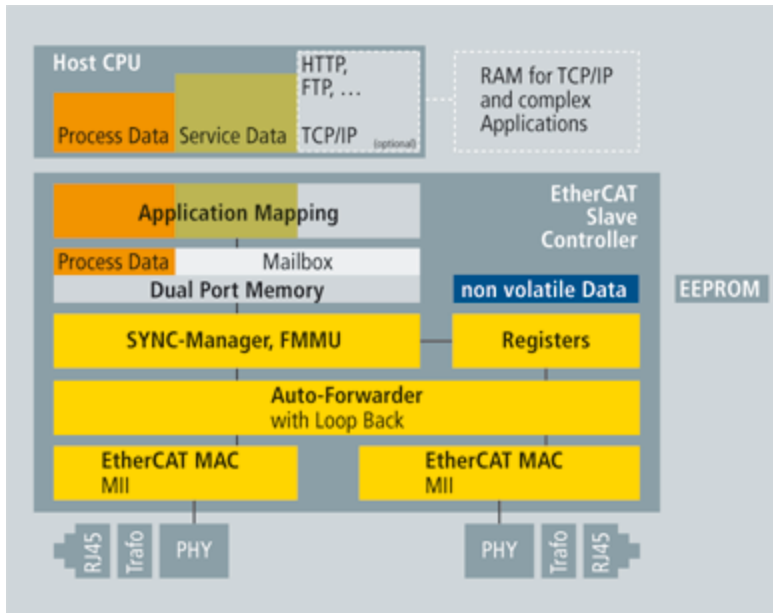 Host CPU
HTTP,
FTP, ...
Process Data
Service Data
TCP/IP
(optional)
RAM for TCP/IP
and complex
Applications
EtherCAT
Slave
Controller
Application Mapping
Process Data
Mailbox
Dual Port Memory
non volatile Data
EEPROM
SYNC-Manager, FMMU
Registers
Auto-Forwarder
with Loop Back
EtherCAT MAC
MII
EtherCAT MAC
MII
RJ45
Trafo
PHY
PHY
Trafo
RJ45